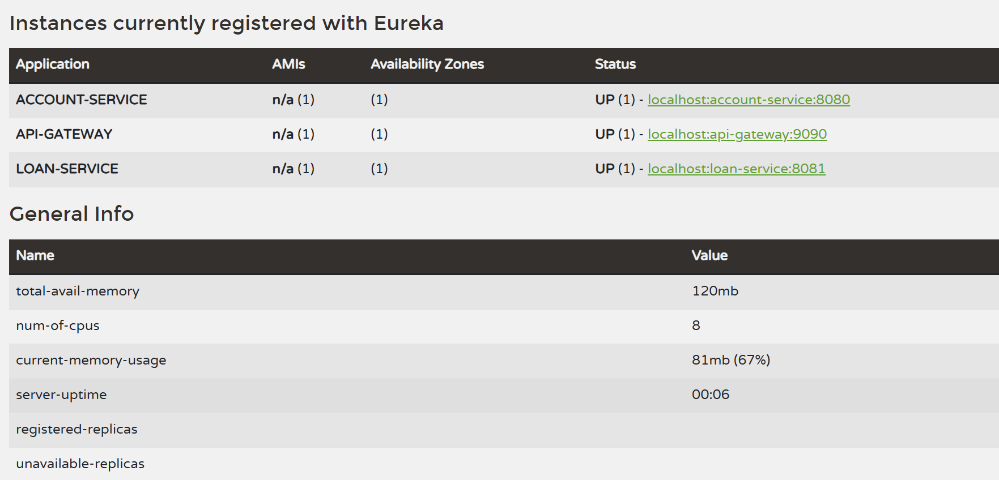 Instances currently registered with Eureka
Application AMIs Availability Zones Status
ACCOUNT-SERVICE n/a (1) (1) UP (1) - localhost:account-service:8080
API-GATEWAY n/a (1) (1) UP (1) - localhost:api-gateway:9090
LOAN-SERVICE n/a (1) (1) UP (1) - localhost:loan-service:8081
General Info
Name Value
total-avail-memory 120mb
num-of-cpus 8
current-memory-usage 81mb (67%)
server-uptime 00:06
registered-replicas
unavailable-replicas